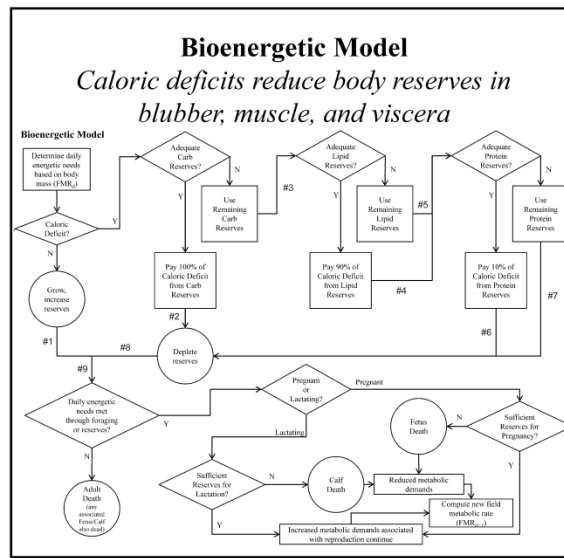 Bioenergetic Model
Caloric deficits reduce body reserves in
blubber, muscle, and viscera
Bioenergetic Model
Determine daily
energetic needs
based on body
mass (FMRd)
Caloric
Deficit?
Y
N
Grow,
increase
reserves
#1
Adequate
Carb
Reserves?
N
Y
Use
Remaining
Carb
Reserves
#3
Pay 100% of
Caloric Deficit
from Carb
Reserves
#2
Adequate
Lipid
Reserves?
N
Y
Use
Remaining
Lipid
Reserves
#5
Pay 90% of
Caloric Deficit
from Lipid
Reserves
#4
Adequate
Protein
Reserves?
N
Y
Use
Remaining
Protein
Reserves
#7
Pay 10% of
Caloric Deficit
from Protein
Reserves
#6
#8
Deplete
reserves
#9
Daily energetic
needs met
through foraging
or reserves?
Y
N
Adult
Death
(any
associated
Fetus/Calf
also dead)
Pregnant
or
Lactating?
Pregnant
Lactating
Sufficient
Reserves for
Pregnancy?
N
Y
Fetus
Death
Sufficient
Reserves for
Lactation?
N
Y
Calf
Death
Reduced metabolic
demands
Compute new field
metabolic rate
(FMRd+1)
Increased metabolic demands associated
with reproduction continue